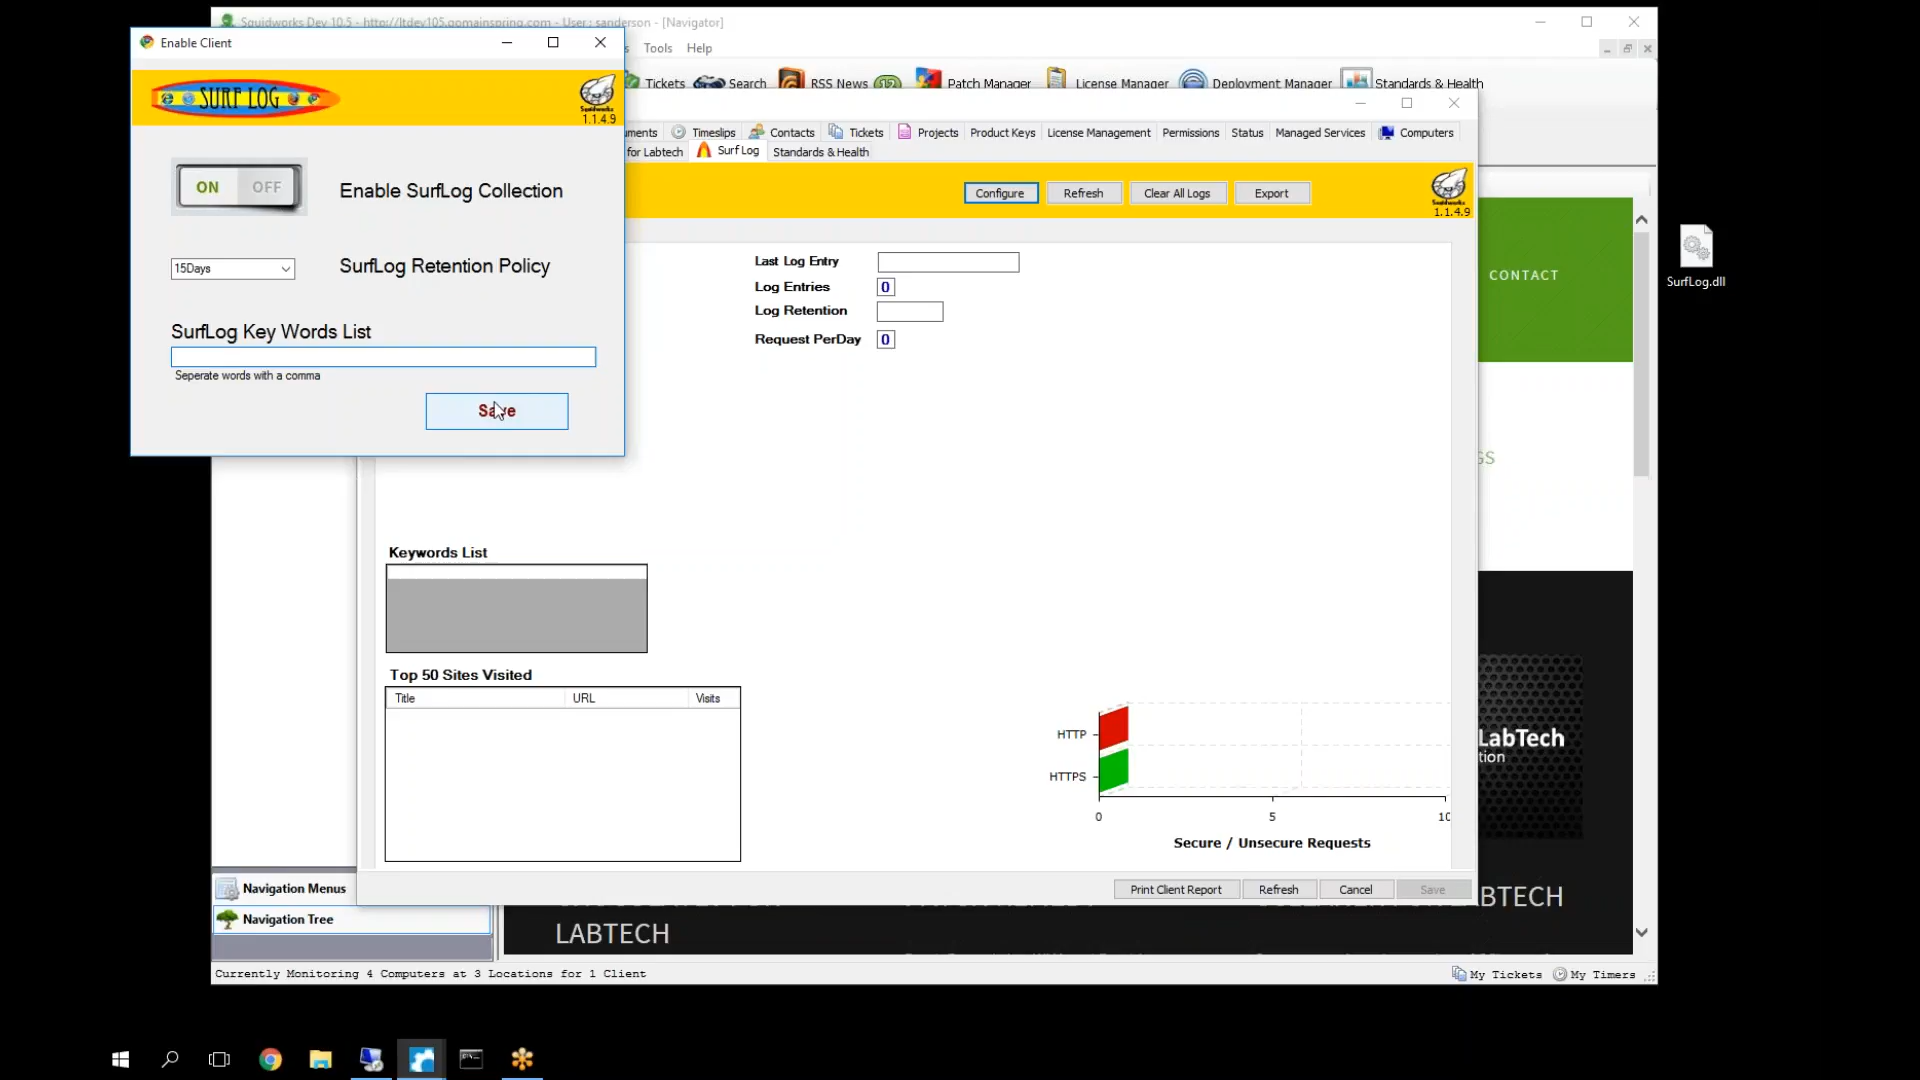 Squidworks Dev 10.5 - http://ltdev105.gomainspring.com - User : sanderson - [Navigator]
Enable Client
Tools Help
Tickets Search RSS News Patch Manager License Manager Deployment Manager Standards & Health
SURF LOG
Squidworks
1.1.4.9
Timeslips Contacts Tickets Projects Product Keys License Management Permissions Status Managed Services Computers
for Labtech Surf Log Standards & Health
ON OFF
Enable SurfLog Collection
Configure Refresh Clear All Logs Export
Squidworks
1.1.4.9
15Days
SurfLog Retention Policy
Last Log Entry
Log Entries 0
Log Retention
Request PerDay 0
CONTACT
SurfLog.dll
SurfLog Key Words List
Seperate words with a comma
Save
GS
Keywords List
Top 50 Sites Visited
Title URL Visits
HTTP
HTTPS
0 5 10
Secure / Unsecure Requests
LabTech
tion
Print Client Report Refresh Cancel Save
Navigation Menus
Navigation Tree
LABTECH
BTECH
Currently Monitoring 4 Computers at 3 Locations for 1 Client
My Tickets My Timers